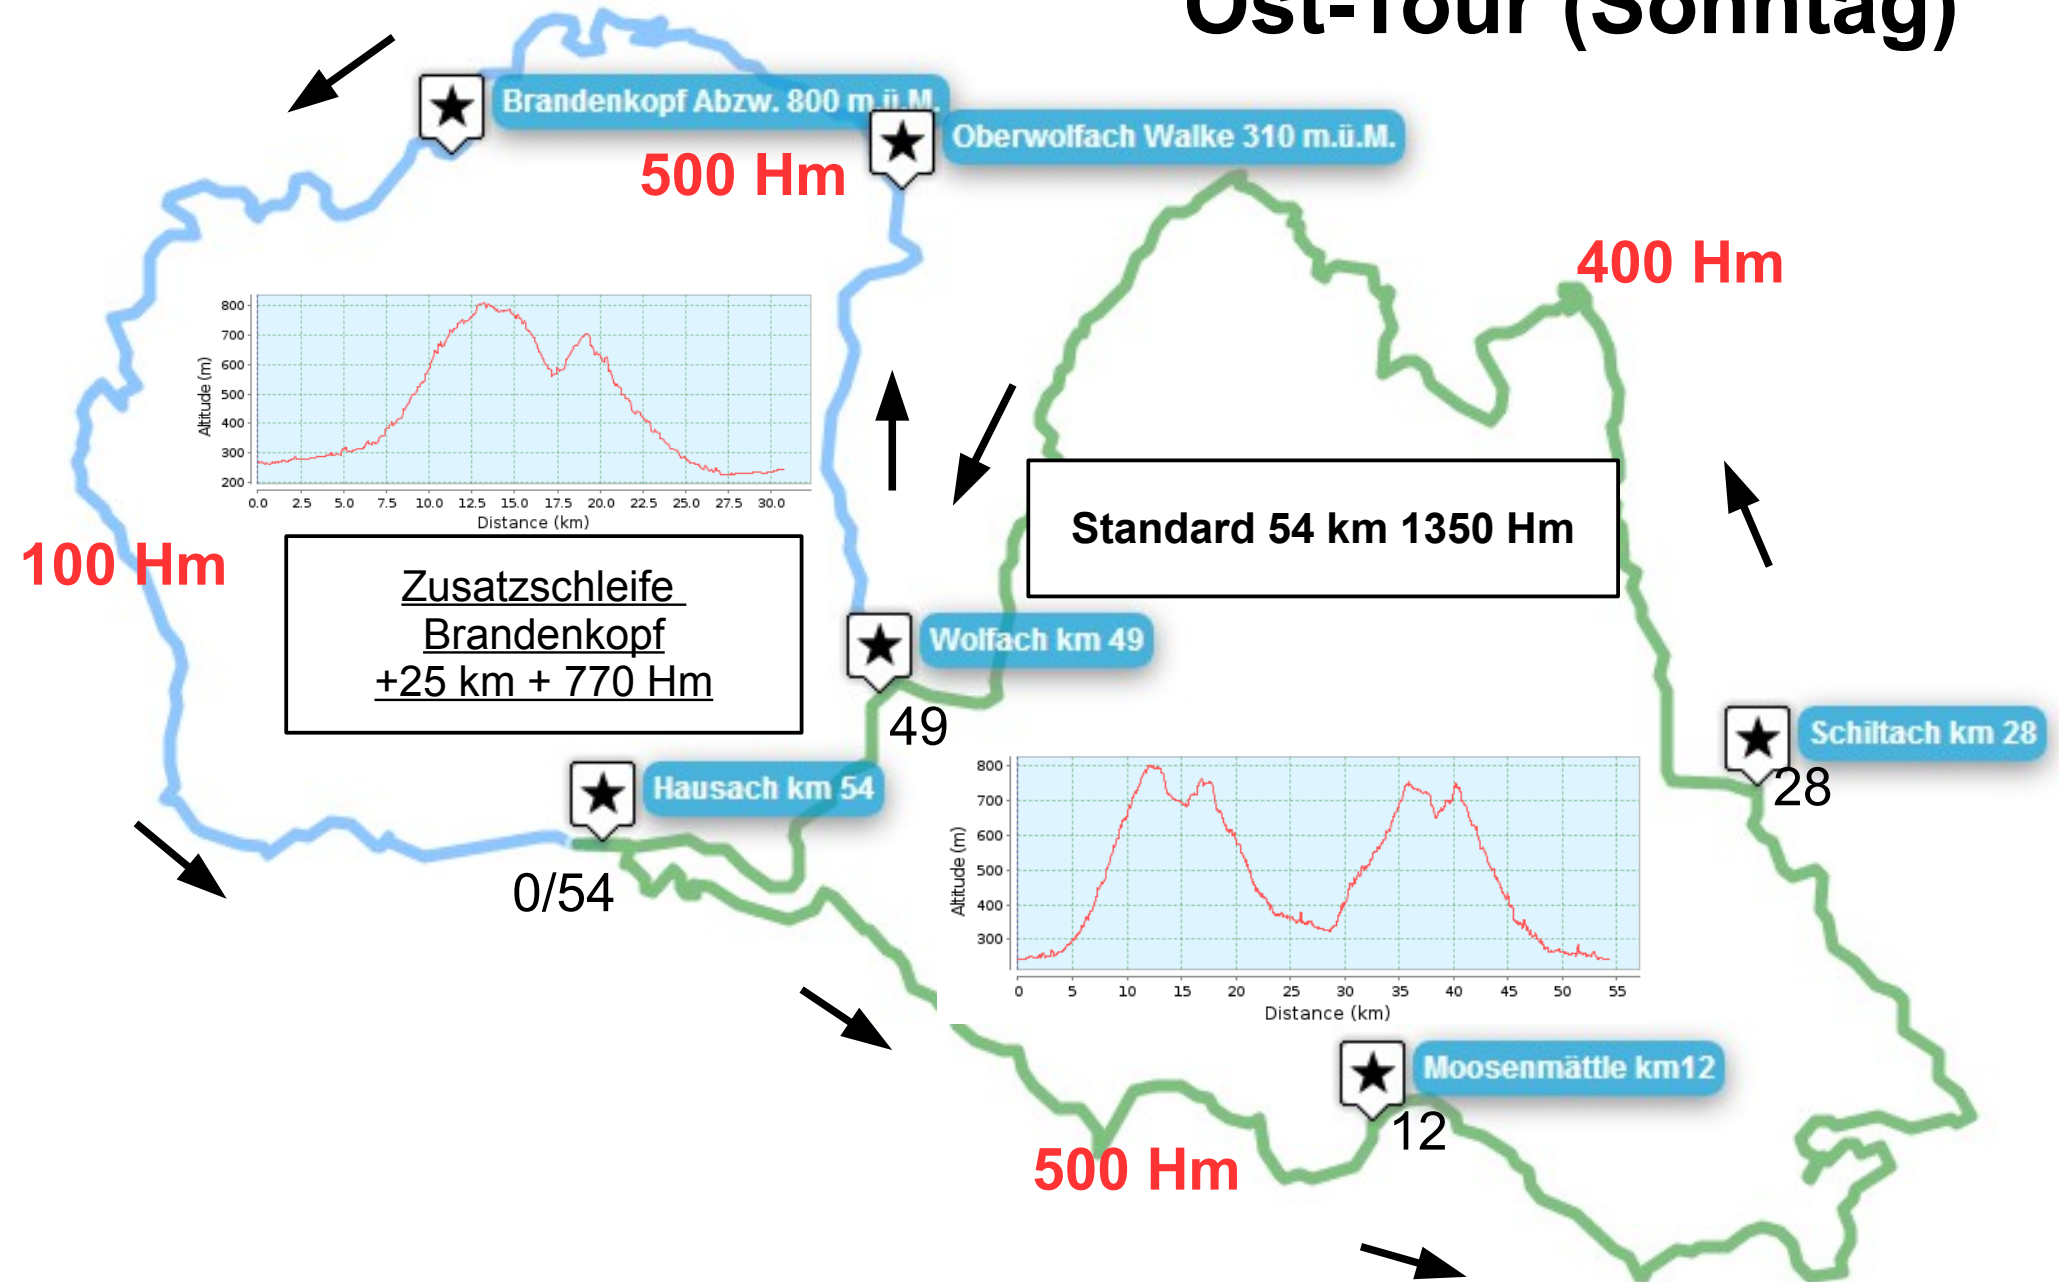 Ost-Tour (Sonntag)
Brandenkopf Abzw. 800 m.ü.M.
Oberwolfach Walke 310 m.ü.M.
500 Hm
400 Hm
800
700
600
500
400
300
200
Altitude (m)
0.0 2.5 5.0 7.5 10.0 12.5 15.0 17.5 20.0 22.5 25.0 27.5 30.0
Distance (km)
Standard 54 km 1350 Hm
100 Hm
Zusatzschleife
Brandenkopf
+25 km + 770 Hm
Wolfach km 49
49
Schiltach km 28
28
Hausach km 54
0/54
800
700
600
500
400
300
Altitude (m)
0 5 10 15 20 25 30 35 40 45 50 55
Distance (km)
Moosenmättle km12
12
500 Hm